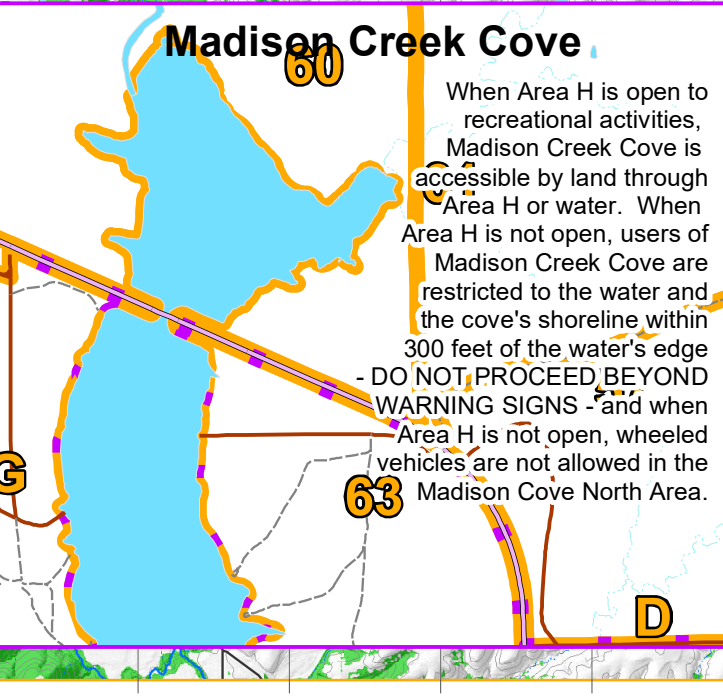 Madison Creek Cove
60
When Area H is open to
recreational activities,
Madison Creek Cove is
accessible by land through
Area H or water.  When
Area H is not open, users of
Madison Creek Cove are
restricted to the water and
the cove's shoreline within
300 feet of the water's edge
- DO NOT PROCEED BEYOND
WARNING SIGNS - and when
Area H is not open, wheeled
vehicles are not allowed in the
Madison Cove North Area.
G
63
D